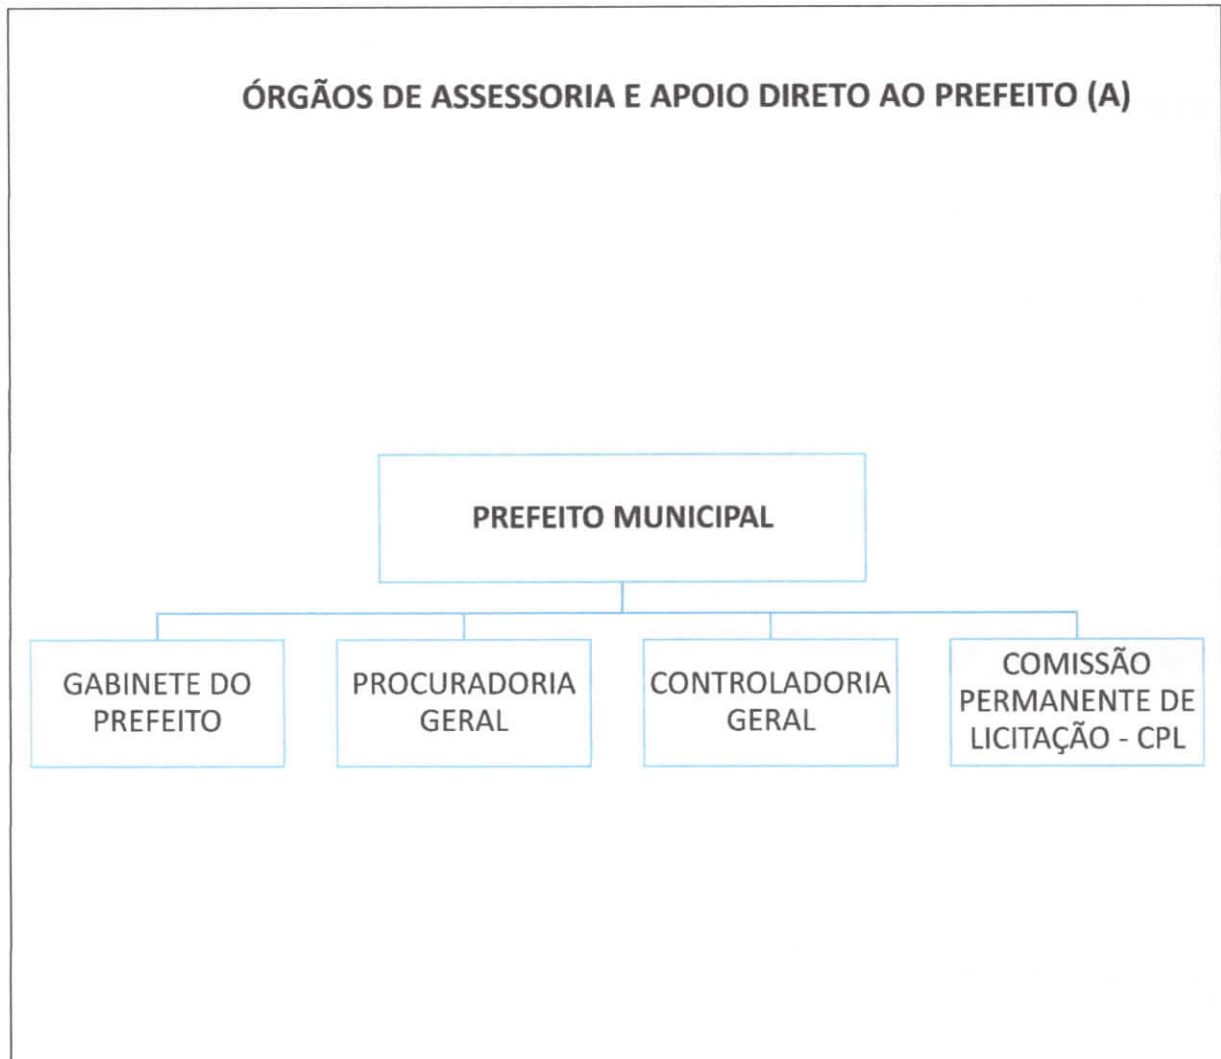 ÓRGÃOS DE ASSESSORIA E APOIO DIRETO AO PREFEITO (A)
PREFEITO MUNICIPAL
GABINETE DO
PREFEITO
PROCURADORIA
GERAL
CONTROLADORIA
GERAL
COMISSÃO
PERMANENTE DE
LICITAÇÃO - CPL